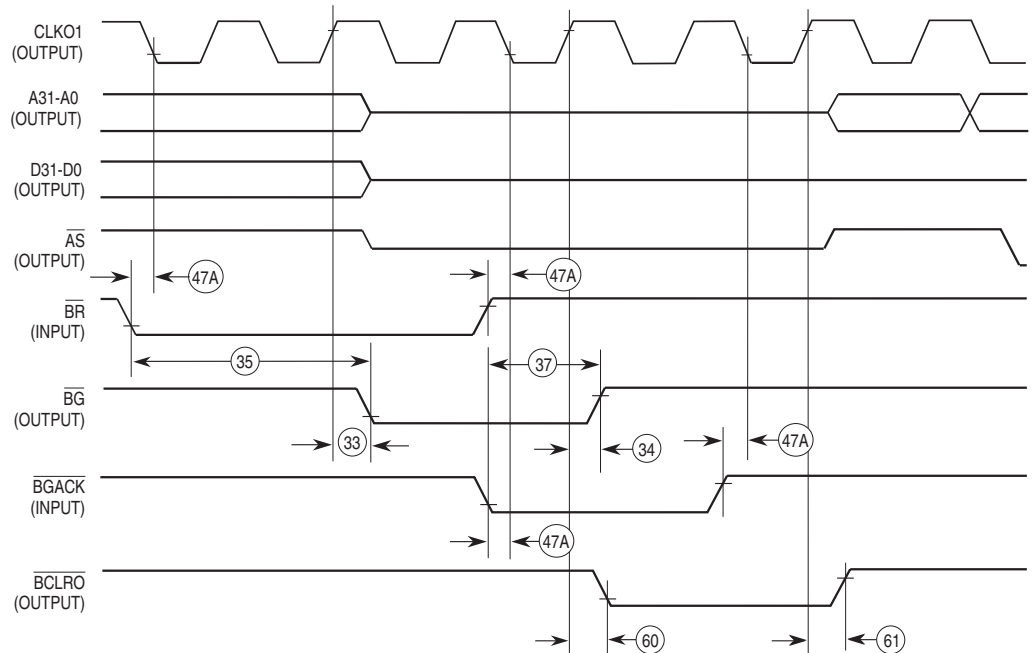 CLKO1
(OUTPUT)
A31-A0
(OUTPUT)
D31-D0
(OUTPUT)
AS
(OUTPUT)
47A
47A
BR
(INPUT)
35
37
BG
(OUTPUT)
33
34
47A
BGACK
(INPUT)
47A
BCLRO
(OUTPUT)
60
61